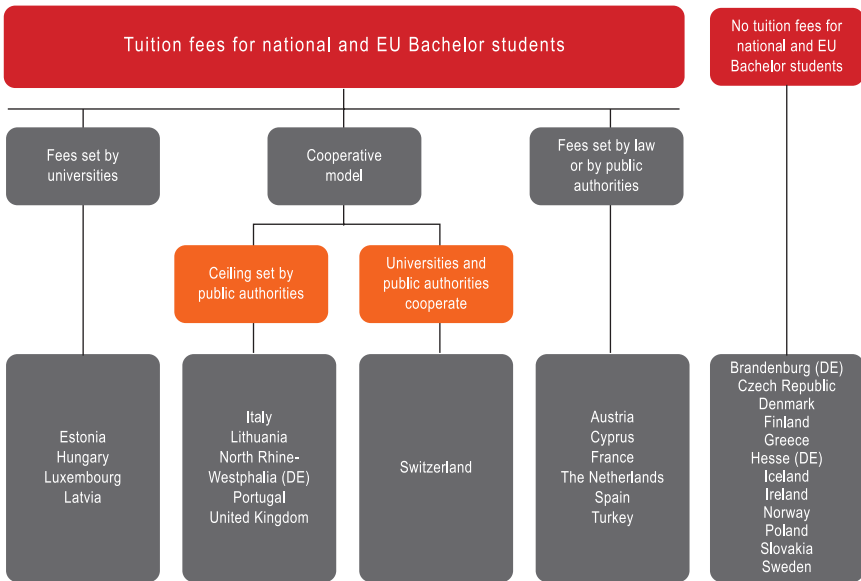 Tuition fees for national and EU Bachelor students
No tuition fees for
national and EU
Bachelor students
Fees set by
universities
Cooperative
model
Fees set by law
or by public
authorities
Ceiling set by
public authorities
Universities and
public authorities
cooperate
Estonia
Hungary
Luxembourg
Latvia
Italy
Lithuania
North Rhine-
Westphalia (DE)
Portugal
United Kingdom
Switzerland
Austria
Cyprus
France
The Netherlands
Spain
Turkey
Brandenburg (DE)
Czech Republic
Denmark
Finland
Greece
Hesse (DE)
Iceland
Ireland
Norway
Poland
Slovakia
Sweden